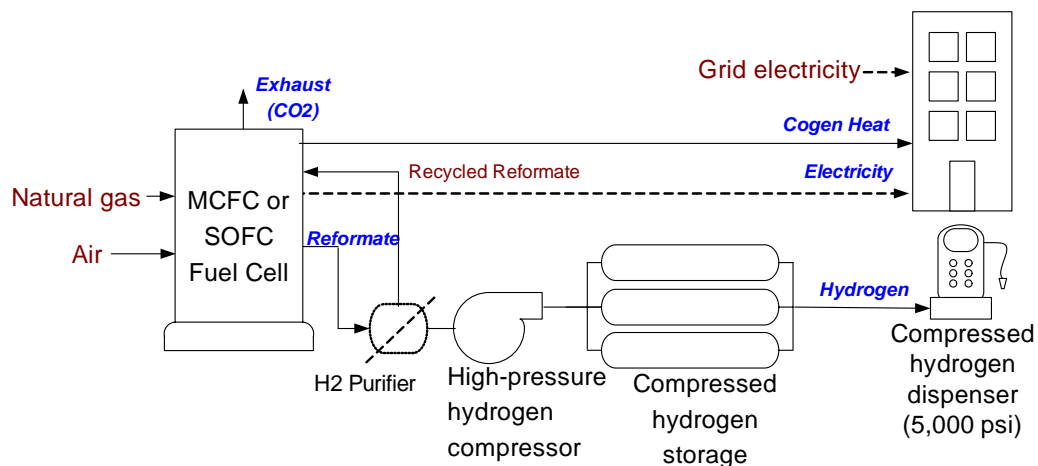 Exhaust
(CO2)
Grid electricity
Cogen Heat
Recycled Reformate
Natural gas
MCFC or
SOFC
Fuel Cell
Electricity
Reformate
Air
Hydrogen
H2 Purifier
High-pressure
hydrogen
compressor
Compressed
hydrogen
storage
Compressed
hydrogen
dispenser
(5,000 psi)